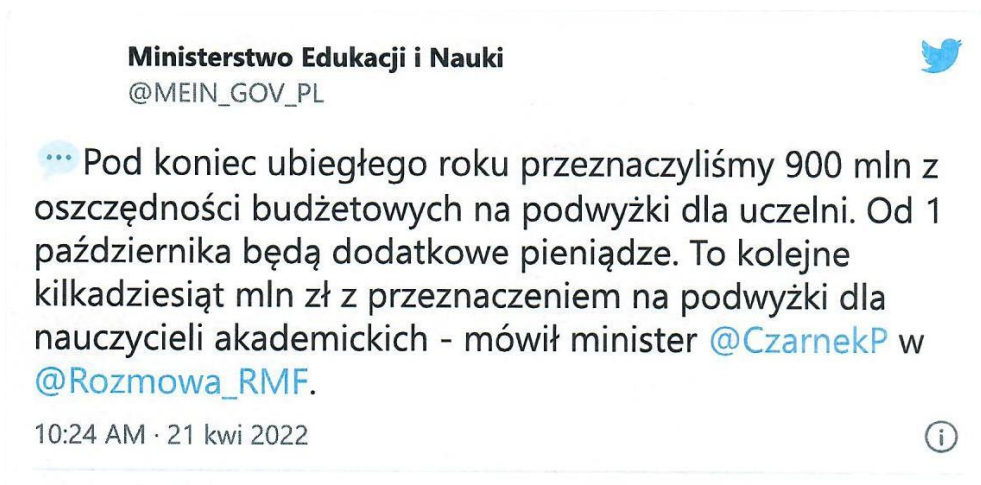 Ministerstwo Edukacji i Nauki
@MEIN_GOV_PL
Pod koniec ubiegłego roku przeznaczyliśmy 900 mln z
oszczędności budżetowych na podwyżki dla uczelni. Od 1
października będą dodatkowe pieniądze. To kolejne
kilkadziesiąt mln zł z przeznaczeniem na podwyżki dla
nauczycieli akademickich - mówił minister @CzarnekP w
@Rozmowa_RMF.
10:24 AM · 21 kwi 2022